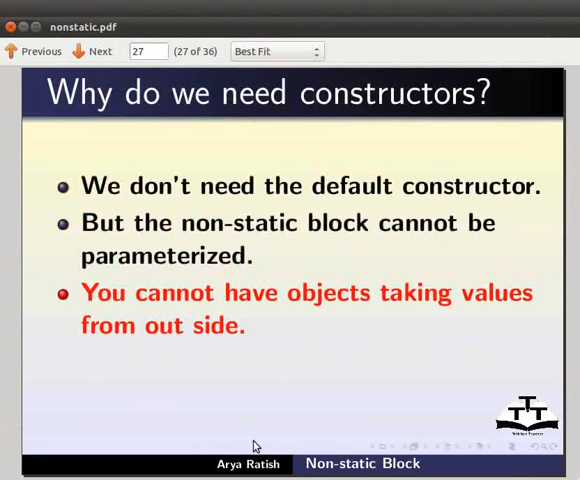 nonstatic.pdf
Previous Next 27 (27 of 36) Best Fit
Why do we need constructors?
We don't need the default constructor.
But the non-static block cannot be
parameterized.
You cannot have objects taking values
from out side.
TTT
Arya Ratish Non-static Block